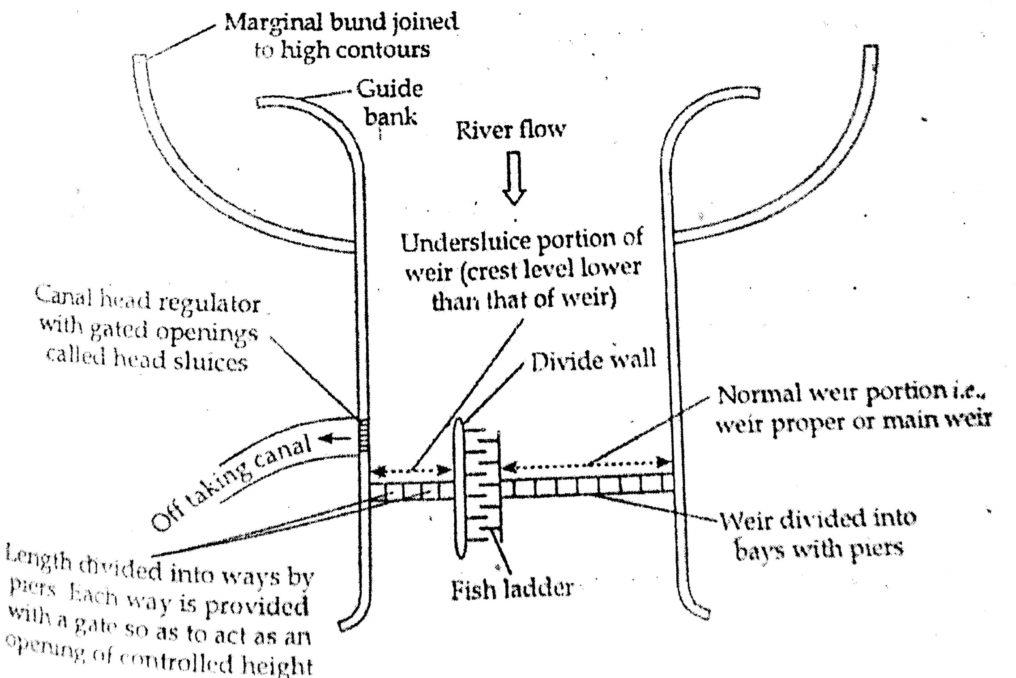 Marginal bund joined
to high contours
Guide
bank
River flow
Undersluice portion of
weir (crest level lower
than that of weir)
Canal head regulator
with gated openings
called head sluices
Divide wall
Normal weir portion i.e.,
weir proper or main weir
Off taking canal
Weir divided into
bays with piers
Fish ladder
Length divided into ways by
piers. Each way is provided
with a gate so as to act as an
opening of controlled height